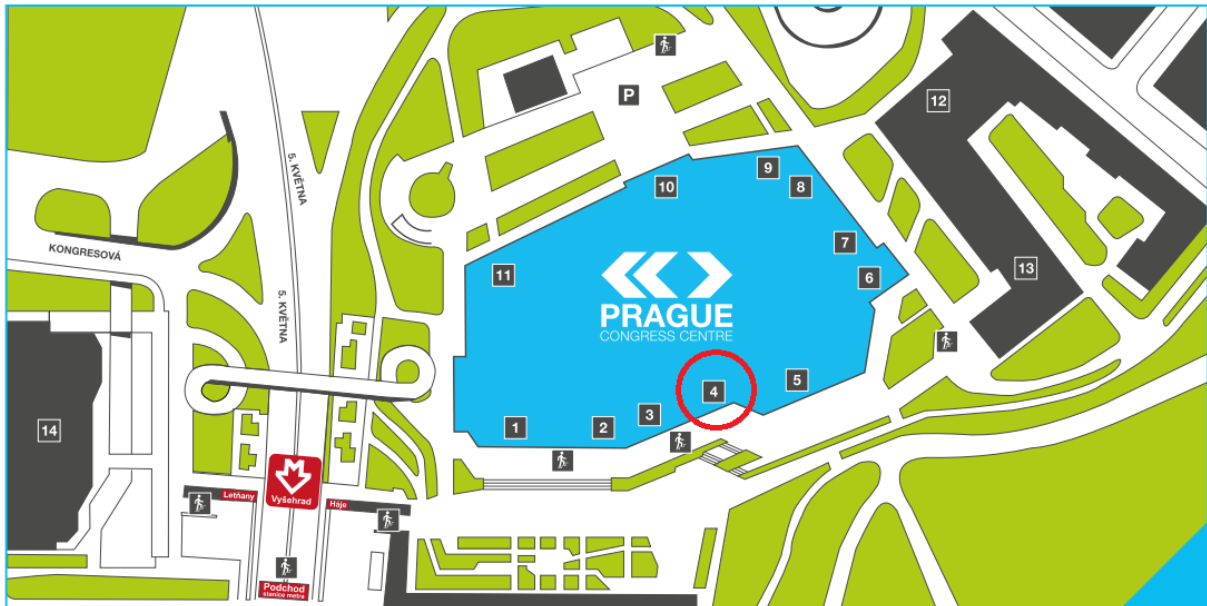 P
12
5. KVĚTNA
9
8
10
KONGRESOVÁ
7
13
11
6
PRAGUE
CONGRESS CENTRE
5. KVĚTNA
5
4
3
14
1
2
Letňany
Vyšehrad
Háje
Podchod
stanice metra